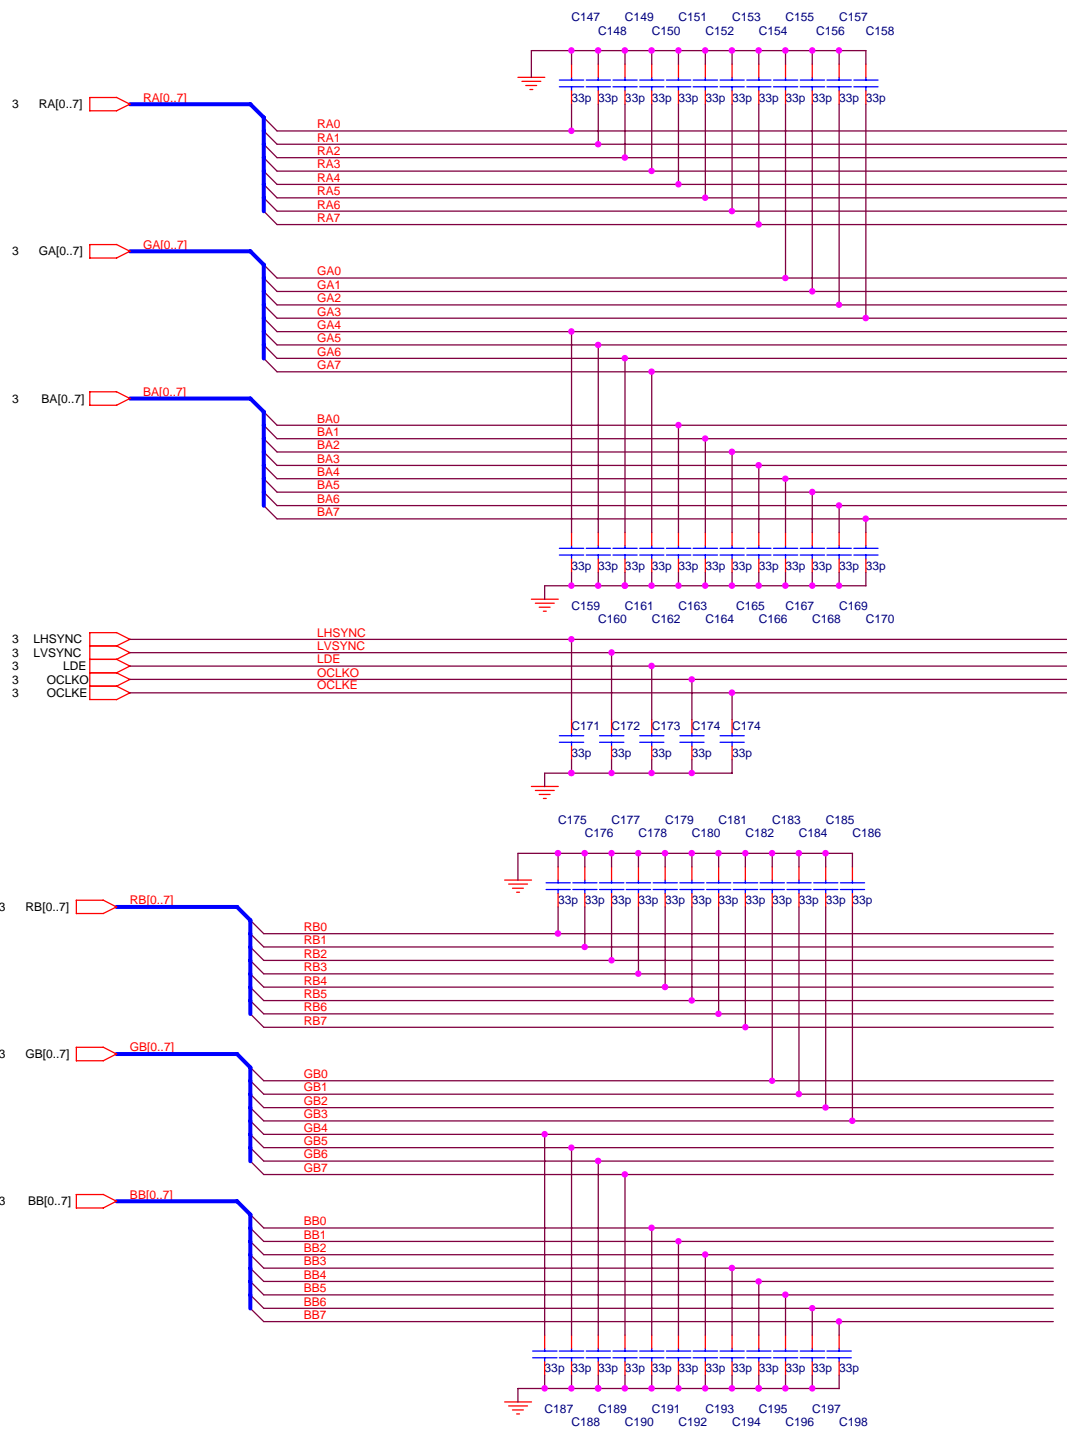 C147 C149 C151 C153 C155 C157
C148 C150 C152 C154 C156 C158
33p 33p 33p 33p 33p 33p 33p 33p 33p 33p 33p 33p
3 RA[0..7] RA[0..7]
RA0
RA1
RA2
RA3
RA4
RA5
RA6
RA7
3 GA[0..7] GA[0..7]
GA0
GA1
GA2
GA3
GA4
GA5
GA6
GA7
3 BA[0..7] BA[0..7]
BA0
BA1
BA2
BA3
BA4
BA5
BA6
BA7
33p 33p 33p 33p 33p 33p 33p 33p 33p 33p 33p 33p
C159 C161 C163 C165 C167 C169
C160 C162 C164 C166 C168 C170
3 LHSYNC LHSYNC
3 LVSYNC LVSYNC
3 LDE LDE
3 OCLKO OCLKO
3 OCLKE OCLKE
C171 C172 C173 C174 C174
33p 33p 33p 33p 33p
C175 C177 C179 C181 C183 C185
C176 C178 C180 C182 C184 C186
33p 33p 33p 33p 33p 33p 33p 33p 33p 33p 33p 33p
3 RB[0..7] RB[0..7]
RB0
RB1
RB2
RB3
RB4
RB5
RB6
RB7
3 GB[0..7] GB[0..7]
GB0
GB1
GB2
GB3
GB4
GB5
GB6
GB7
3 BB[0..7] BB[0..7]
BB0
BB1
BB2
BB3
BB4
BB5
BB6
BB7
33p 33p 33p 33p 33p 33p 33p 33p 33p 33p 33p 33p
C187 C189 C191 C193 C195 C197
C188 C190 C192 C194 C196 C198